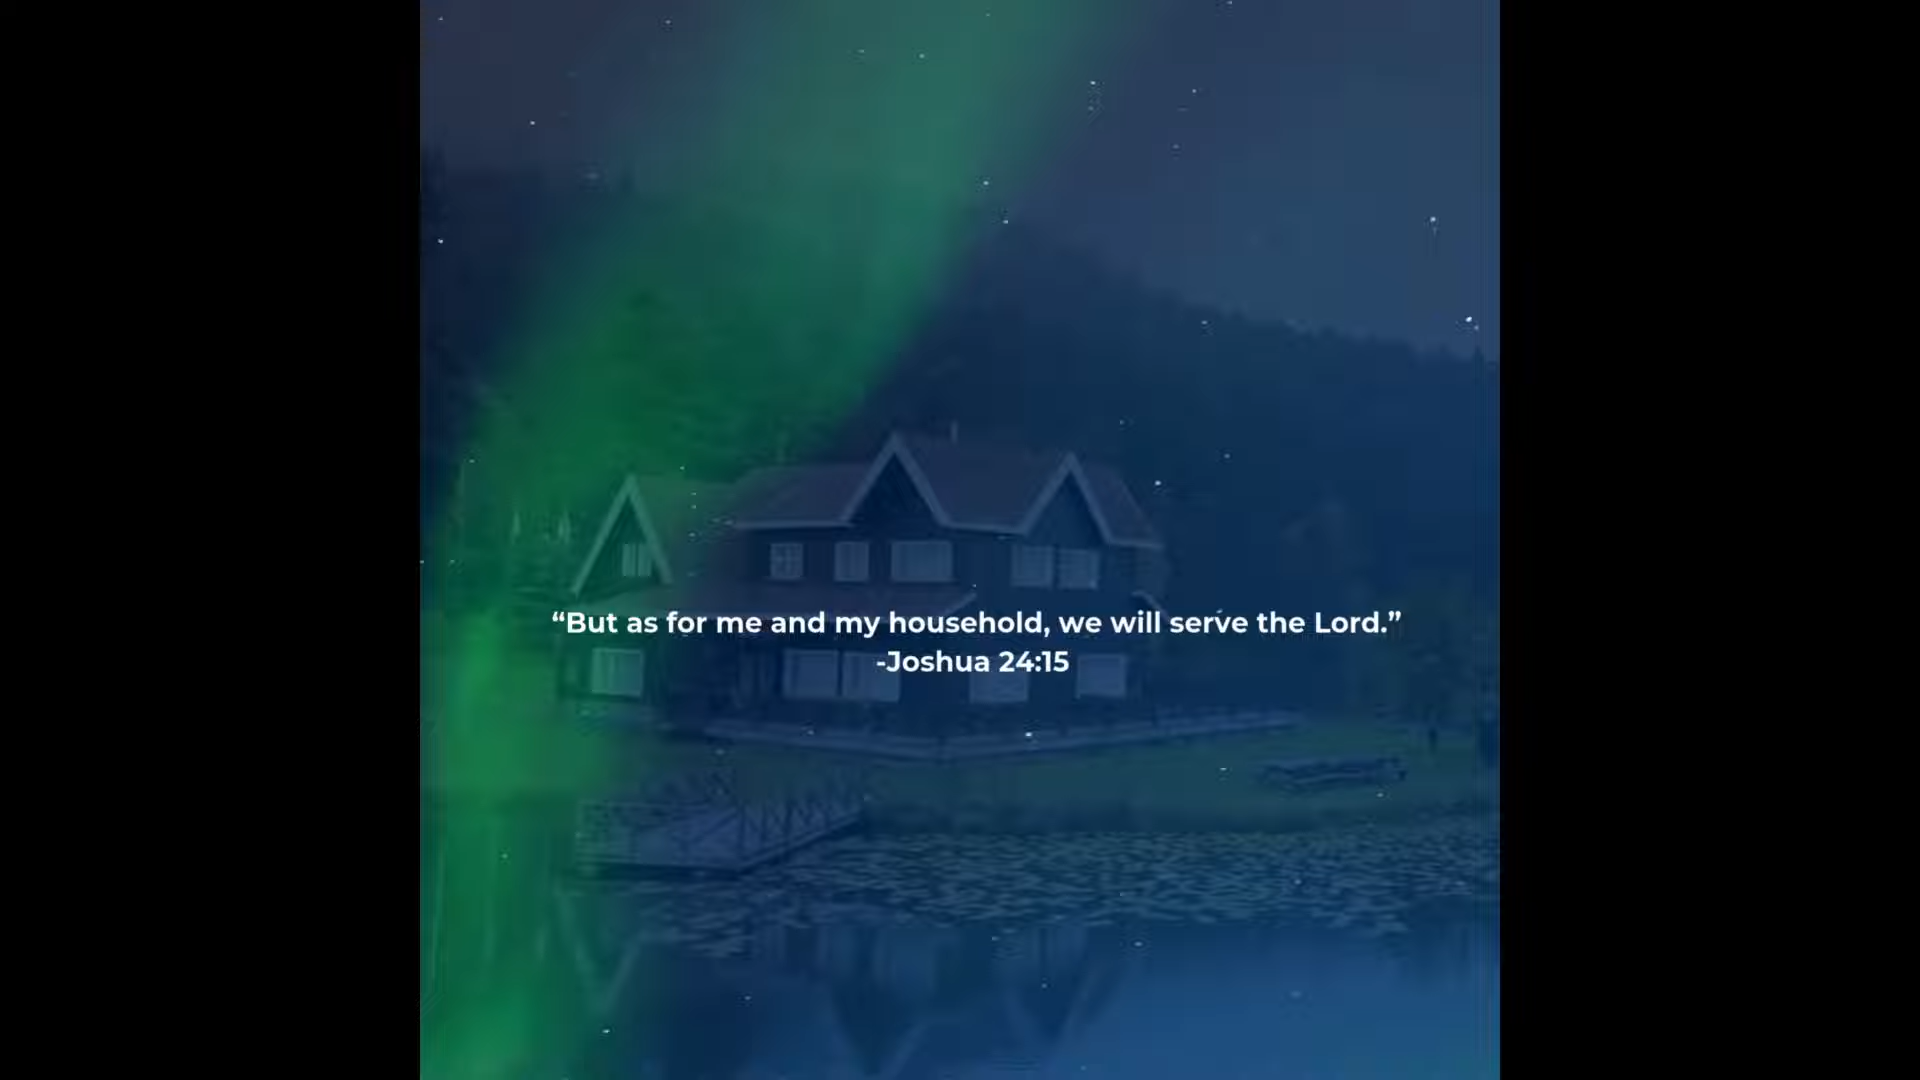 “But as for me and my household, we will serve the Lord.”
-Joshua 24:15